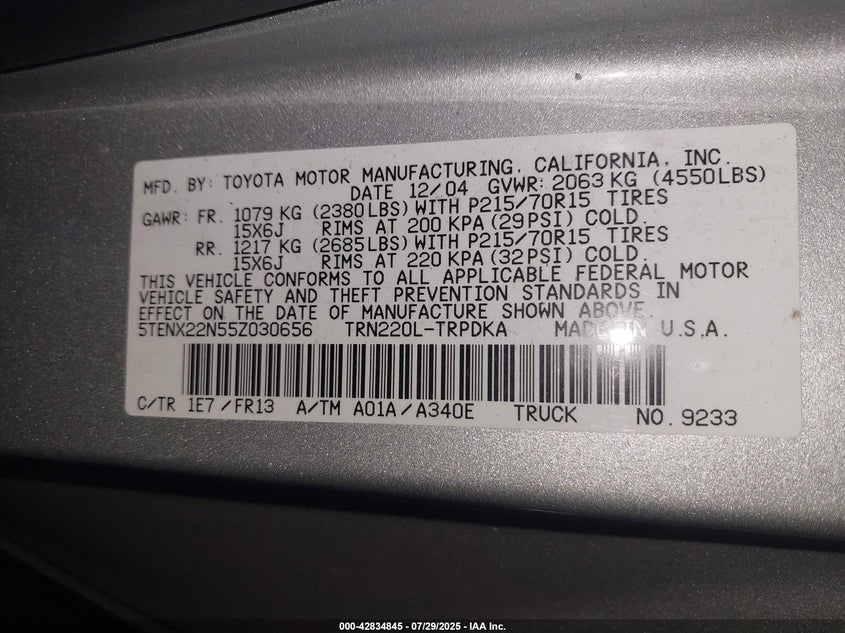 MFD. BY: TOYOTA MOTOR MANUFACTURING, CALIFORNIA, INC.
DATE 12/04 GVWR: 2063 KG (4550LBS)
GAWR: FR. 1079 KG (2380LBS) WITH P215/70R15 TIRES
15X6J RIMS AT 200 KPA (29PSI) COLD.
RR. 1217 KG (2685LBS) WITH P215/70R15 TIRES
15X6J RIMS AT 220 KPA (32PSI) COLD.
THIS VEHICLE CONFORMS TO ALL APPLICABLE FEDERAL MOTOR
VEHICLE SAFETY AND THEFT PREVENTION STANDARDS IN
EFFECT ON THE DATE OF MANUFACTURE SHOWN ABOVE.
5TENX22N55Z030656 TRN220L-TRPDKA MADE IN U.S.A.
C/TR 1E7/FR13 A/TM A01A/A340E TRUCK NO. 9233
000-42834845 - 07/29/2025 - IAA Inc.